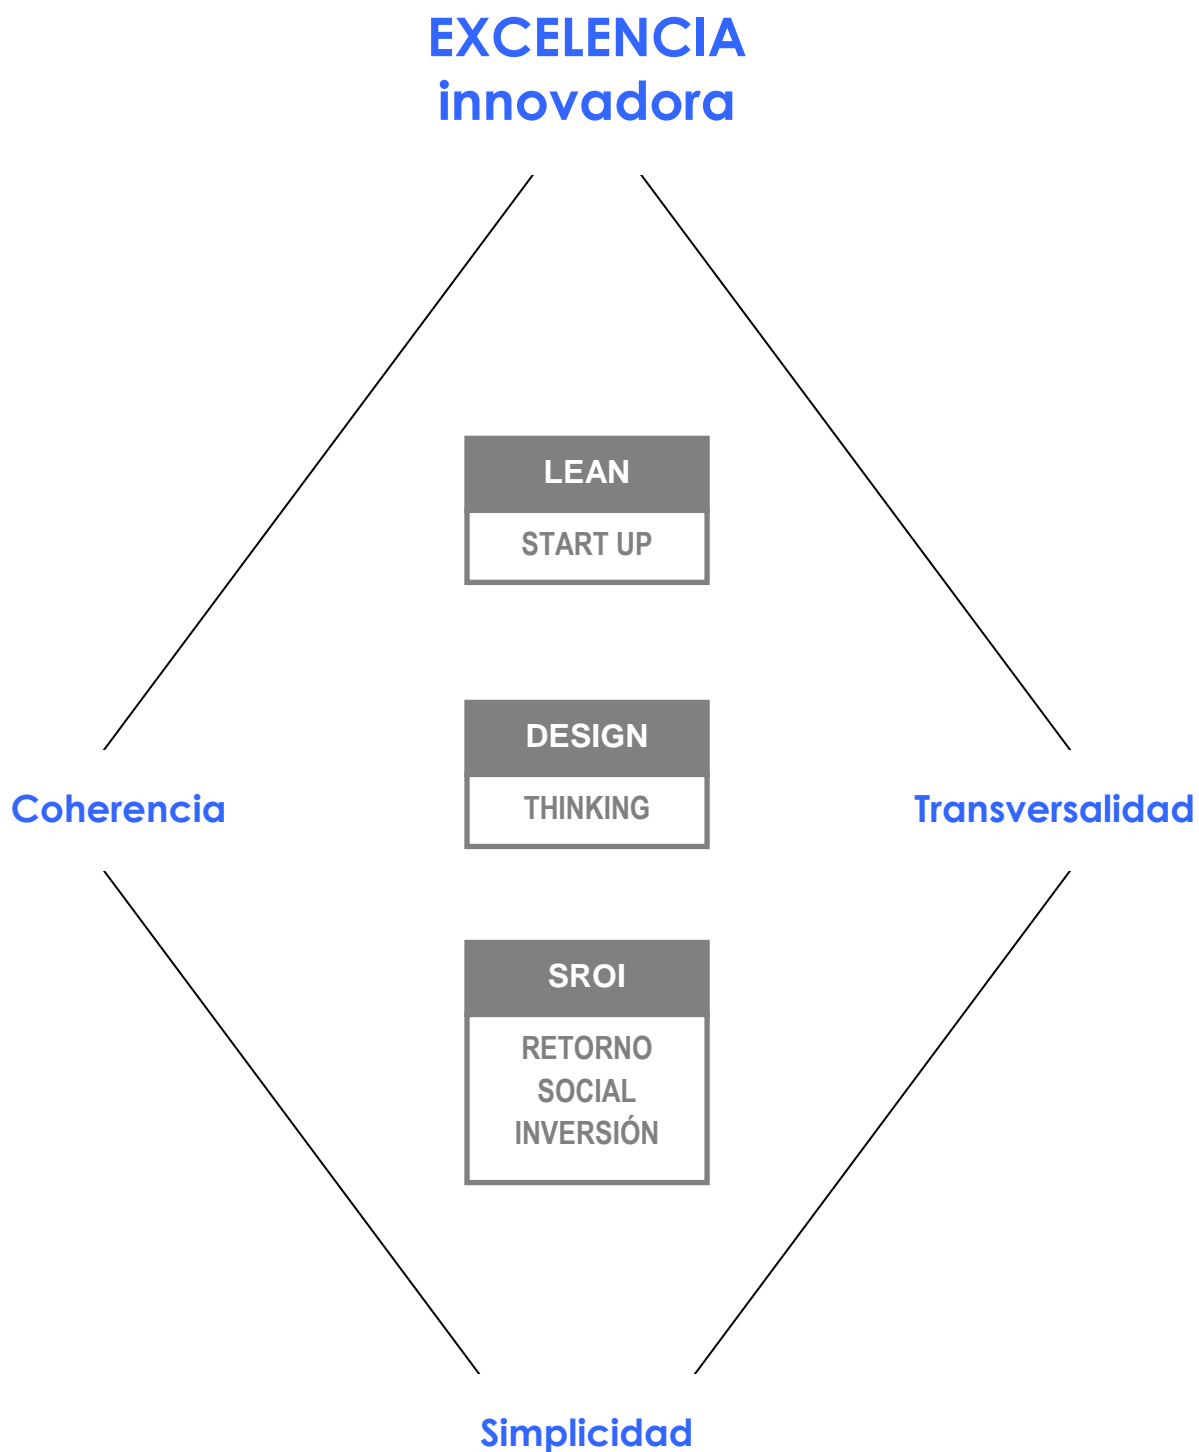 EXCELENCIA
innovadora
LEAN
START UP
DESIGN
THINKING
Coherencia
Transversalidad
SROI
RETORNO
SOCIAL
INVERSIÓN
Simplicidad